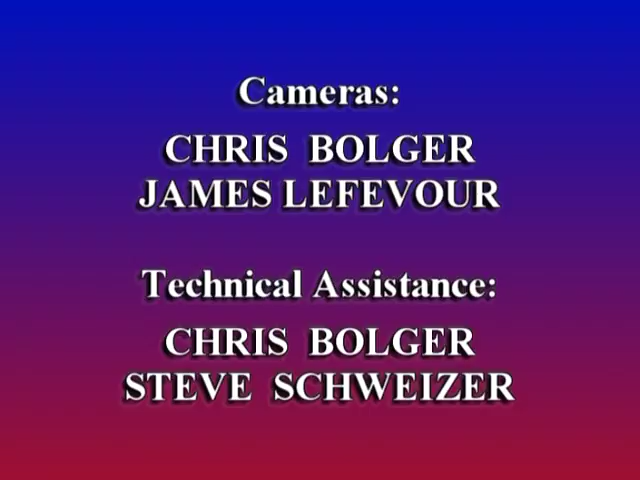 Cameras:
CHRIS BOLGER
JAMES LEFEVOUR
Technical Assistance:
CHRIS BOLGER
STEVE SCHWEIZER